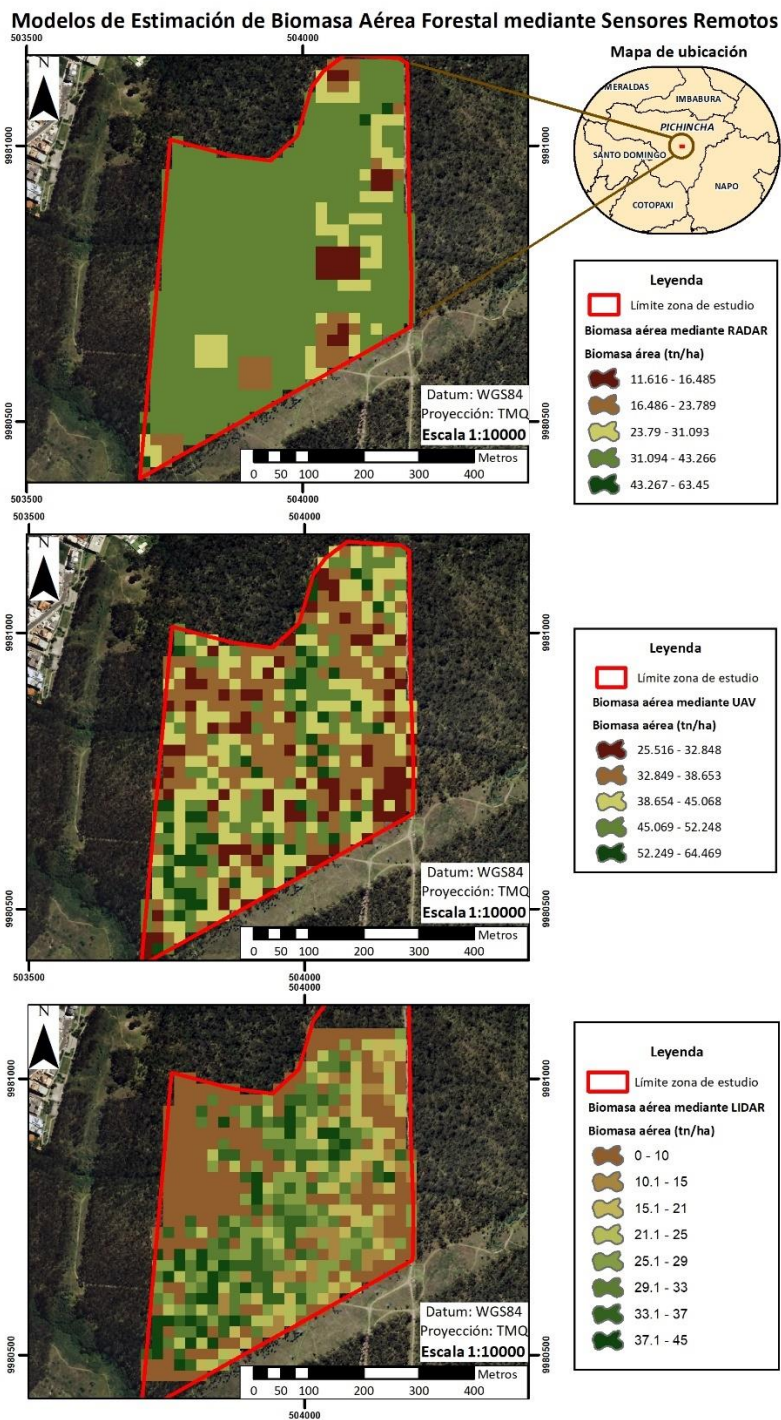 Modelos de Estimación de Biomasa Aérea Forestal mediante Sensores Remotos
503500
504000
N
9981000
9980500
Datum: WGS84
Proyección: TMQ
Escala 1:10000
Metros
0 50 100 200 300 400
Mapa de ubicación
MERALDAS
IMBABURA
PICHINCHA
SANTO DOMINGO
NAPO
COTOPAXI
Leyenda
Límite zona de estudio
Biomasa aérea mediante RADAR
Biomasa área (tn/ha)
11.616 - 16.485
16.486 - 23.789
23.79 - 31.093
31.094 - 43.266
43.267 - 63.45
503500
504000
503500
504000
N
9981000
9981000
9980500
9980500
Datum: WGS84
Proyección: TMQ
Escala 1:10000
Metros
0 50 100 200 300 400
Leyenda
Límite zona de estudio
Biomasa aérea mediante UAV
Biomasa aérea (tn/ha)
25.516 - 32.848
32.849 - 38.653
38.654 - 45.068
45.069 - 52.248
52.249 - 64.469
503500
504000
504000
N
9981000
9981000
9980500
9980500
Datum: WGS84
Proyección: TMQ
Escala 1:10000
Metros
0 50 100 200 300 400
504000
Leyenda
Límite zona de estudio
Biomasa aérea mediante LIDAR
Biomasa aérea (tn/ha)
0 - 10
10.1 - 15
15.1 - 21
21.1 - 25
25.1 - 29
29.1 - 33
33.1 - 37
37.1 - 45